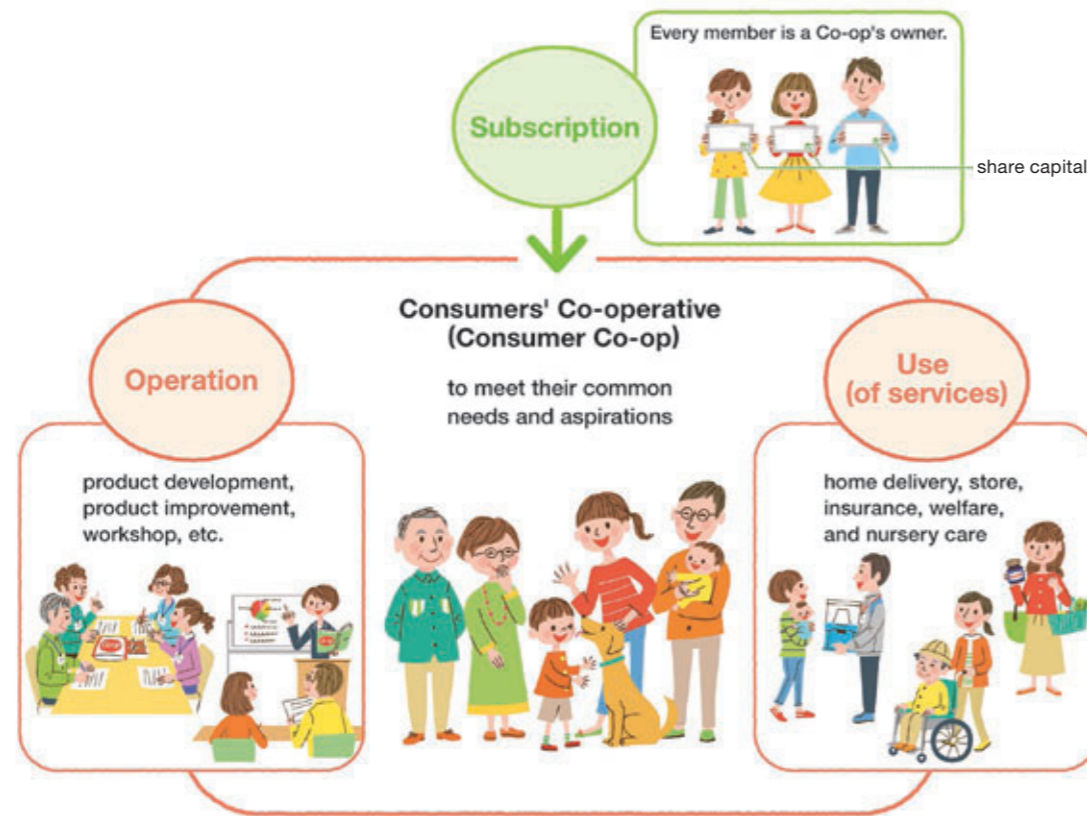 Every member is a Co-op's owner.
Subscription
share capital
Consumers' Co-operative
(Consumer Co-op)
to meet their common
needs and aspirations
Operation
product development,
product improvement,
workshop, etc.
Use
(of services)
home delivery, store,
insurance, welfare,
and nursery care